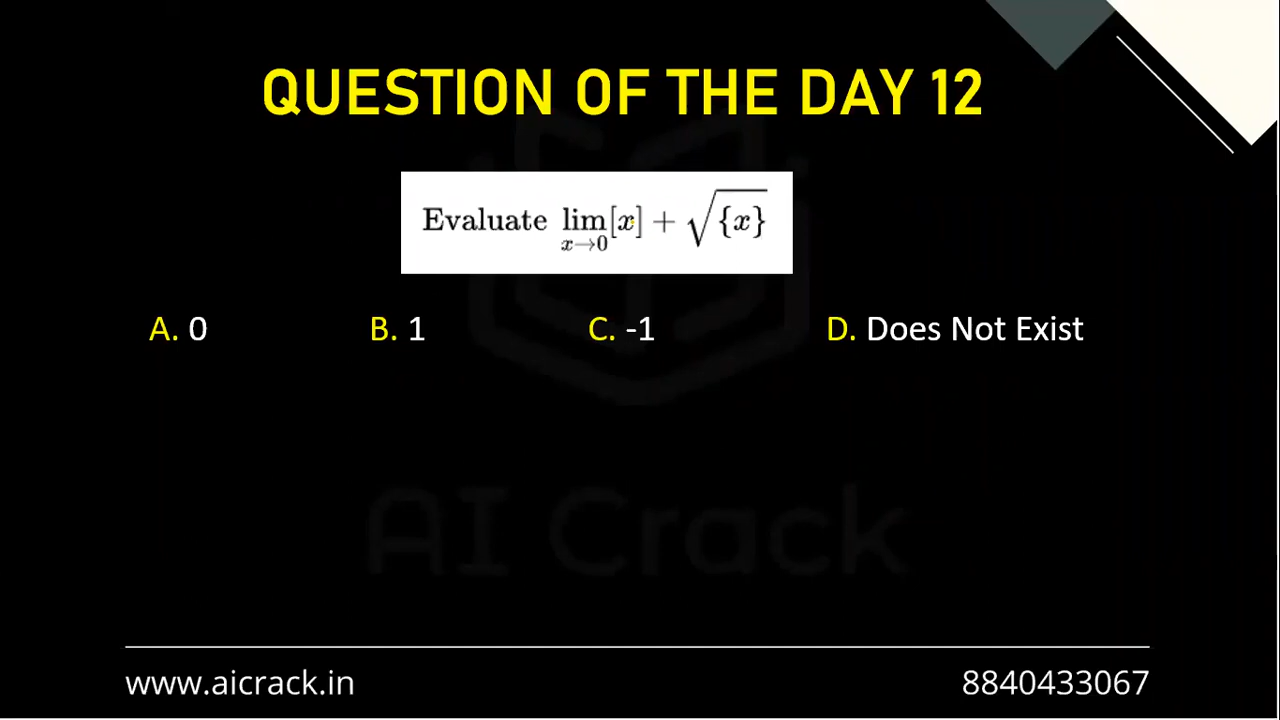 QUESTION OF THE DAY 12
Evaluate \lim_{x→0} [x] + \sqrt{\{x\}}
A. 0 B. 1 C. -1 D. Does Not Exist
AI Crack
www.aicrack.in 8840433067